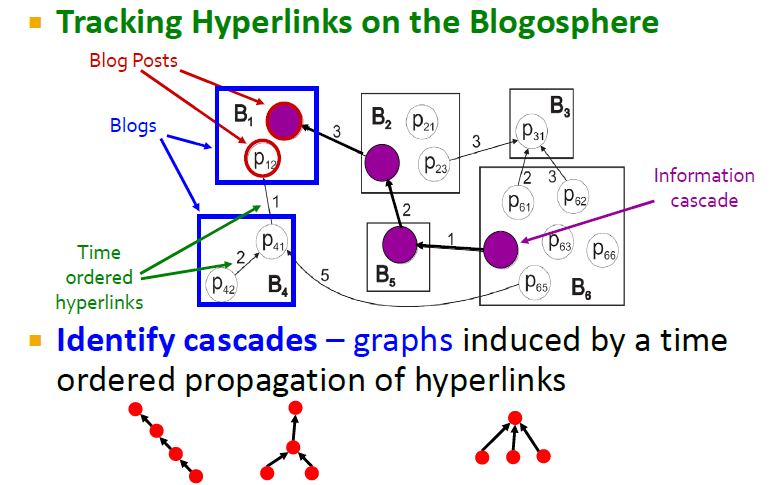 Tracking Hyperlinks on the Blogosphere
Blog Posts
Blogs
B1
p12
3
B2
p21
p23
3
B3
p31
2
3
p61
p62
Information
cascade
1
Time
ordered
hyperlinks
p41
2
p42
B4
2
1
B5
5
p63
p66
p65
B6
Identify cascades – graphs induced by a time
ordered propagation of hyperlinks